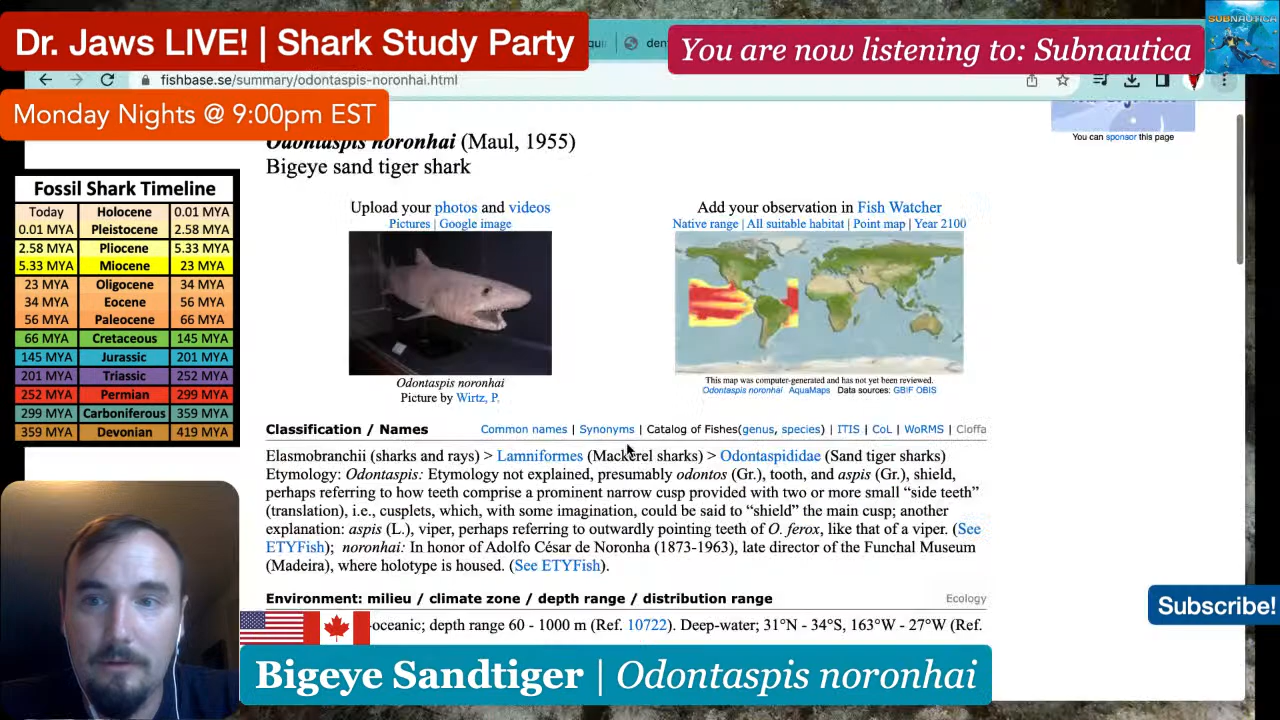 Dr. Jaws LIVE! | Shark Study Party
You are now listening to: Subnautica
SUBNAUTICA
fishbase.se/summary/odontaspis-noronhai.html
Monday Nights @ 9:00pm EST
You can sponsor this page
Odontaspis noronhai (Maul, 1955)
Bigeye sand tiger shark
Fossil Shark Timeline
Today Holocene 0.01 MYA
0.01 MYA Pleistocene 2.58 MYA
2.58 MYA Pliocene 5.33 MYA
5.33 MYA Miocene 23 MYA
23 MYA Oligocene 34 MYA
34 MYA Eocene 56 MYA
56 MYA Paleocene 66 MYA
66 MYA Cretaceous 145 MYA
145 MYA Jurassic 201 MYA
201 MYA Triassic 252 MYA
252 MYA Permian 299 MYA
299 MYA Carboniferous 359 MYA
359 MYA Devonian 419 MYA
Upload your photos and videos
Pictures | Google image
Odontaspis noronhai
Picture by Wirtz, P.
Add your observation in Fish Watcher
Native range | All suitable habitat | Point map | Year 2100
This map was computer-generated and has not yet been reviewed.
Odontaspis noronhai AquaMaps Data sources: GBIF OBIS
Classification / Names Common names | Synonyms | Catalog of Fishes(genus, species) | ITIS | CoL | WoRMS | Cloffa
Elasmobranchii (sharks and rays) > Lamniformes (Mackerel sharks) > Odontaspididae (Sand tiger sharks)
Etymology: Odontaspis: Etymology not explained, presumably odontos (Gr.), tooth, and aspis (Gr.), shield,
perhaps referring to how teeth comprise a prominent narrow cusp provided with two or more small “side teeth”
(translation), i.e., cusplets, which, with some imagination, could be said to “shield” the main cusp; another
explanation: aspis (L.), viper, perhaps referring to outwardly pointing teeth of O. ferox, like that of a viper. (See
ETYFish); noronhai: In honor of Adolfo César de Noronha (1873-1963), late director of the Funchal Museum
(Madeira), where holotype is housed. (See ETYFish).
Environment: milieu / climate zone / depth range / distribution range Ecology
-oceanic; depth range 60 - 1000 m (Ref. 10722). Deep-water; 31°N - 34°S, 163°W - 27°W (Ref.
Subscribe!
Bigeye Sandtiger | Odontaspis noronhai